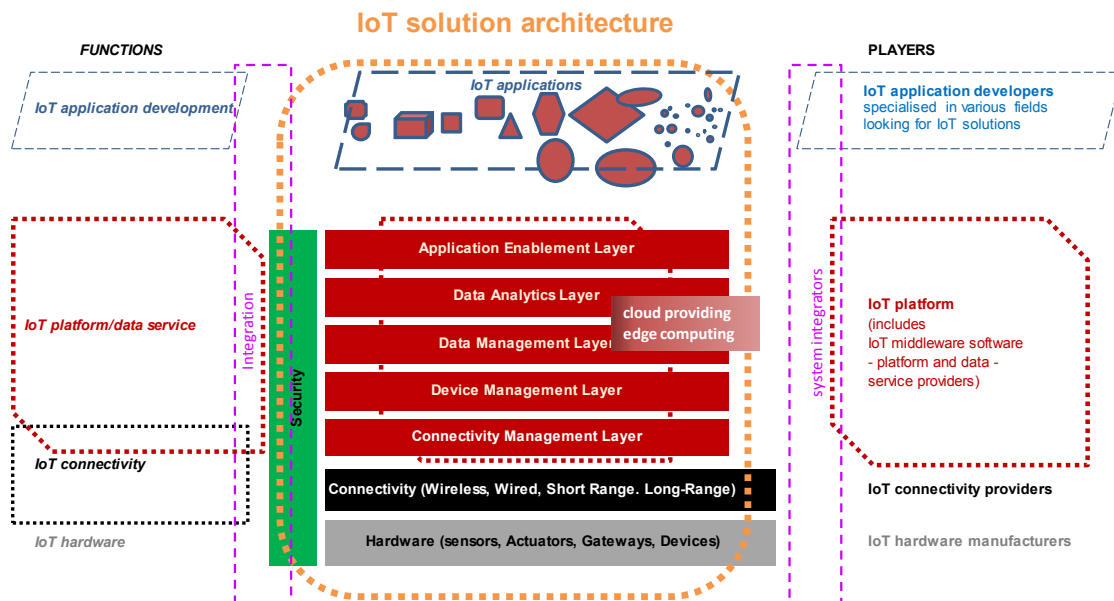 IoT solution architecture
FUNCTIONS
PLAYERS
IoT application development
IoT applications
IoT application developers
specialised in various fields
looking for IoT solutions
Integration
Security
Application Enablement Layer
Data Analytics Layer
cloud providing
edge computing
Data Management Layer
Device Management Layer
Connectivity Management Layer
Connectivity (Wireless, Wired, Short Range. Long-Range)
Hardware (sensors, Actuators, Gateways, Devices)
system integrators
IoT platform/data service
IoT platform
(includes
IoT middleware software
- platform and data -
service providers)
IoT connectivity
IoT connectivity providers
IoT hardware
IoT hardware manufacturers